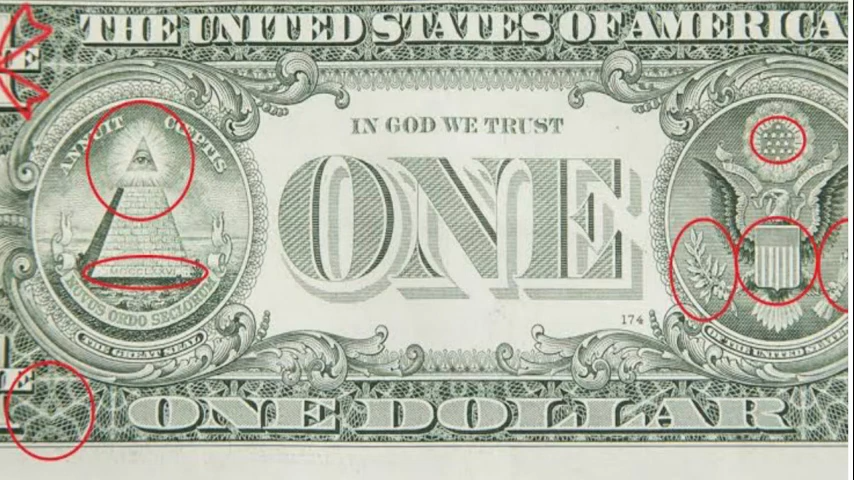 THE UNITED STATES OF AMERICA
ANNUIT CŒPTIS
IN GOD WE TRUST
ONE
MDCCLXXVI
NOVUS ORDO SECLORUM
THE GREAT SEAL
174
OF THE UNITED STATES
ONE DOLLAR